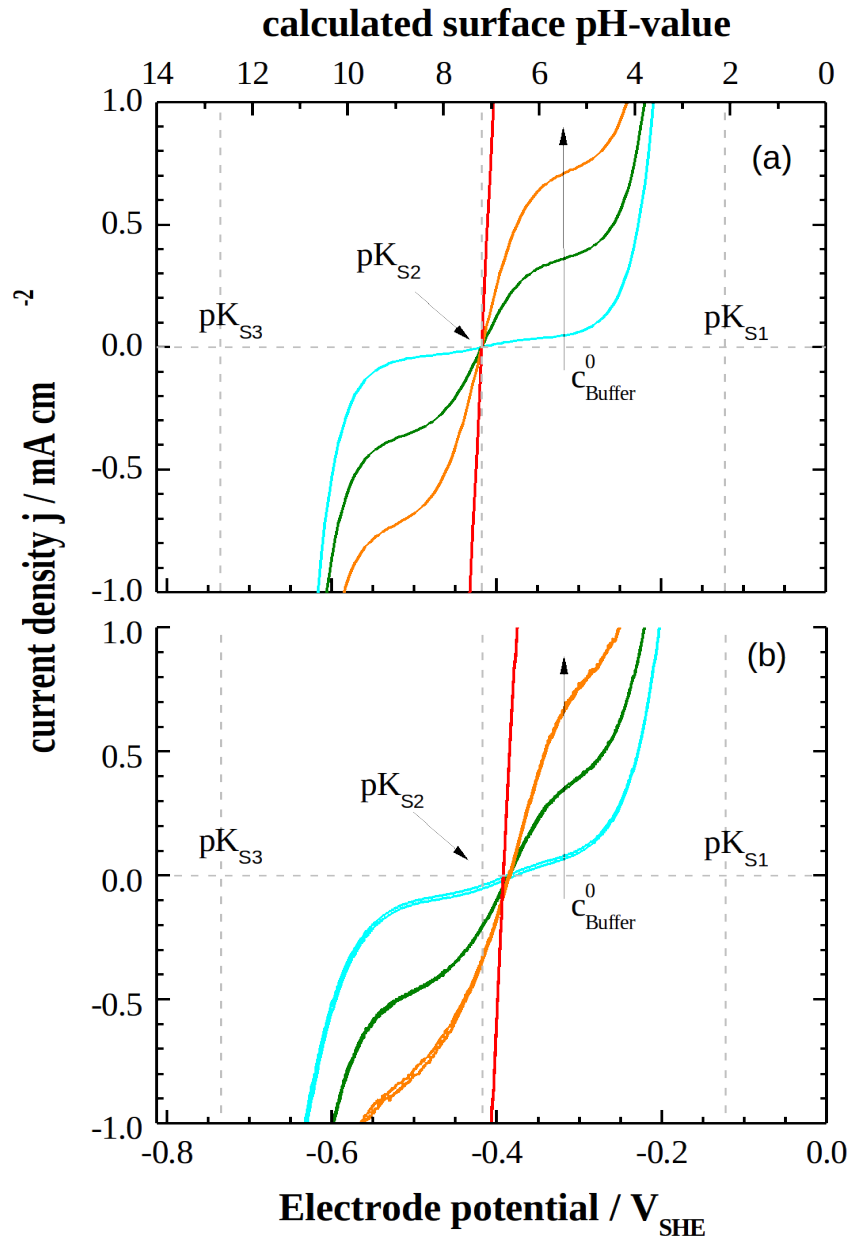 calculated surface pH-value
14 12 10 8 6 4 2 0
1.0
(a)
0.5
pK_S2
pK_S3
pK_S1
0.0
c^0_Buffer
-0.5
-1.0
current density j / mA cm^-2
1.0
(b)
0.5
pK_S2
pK_S3
pK_S1
0.0
c^0_Buffer
-0.5
-1.0
-0.8 -0.6 -0.4 -0.2 0.0
Electrode potential / V_SHE